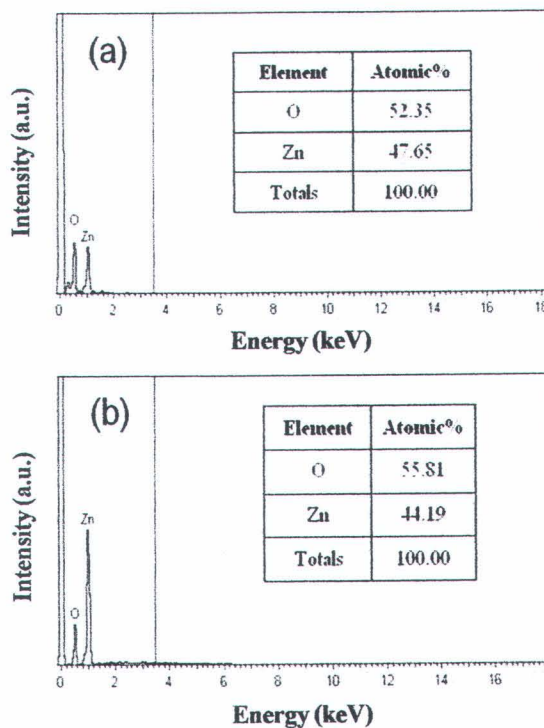 (a)
Element Atomic%
O 52.35
Zn 47.65
Totals 100.00
Intensity (a.u.)
O
Zn
0 2 4 6 8 10 12 14 16 18
Energy (keV)
(b)
Element Atomic%
O 55.81
Zn 44.19
Totals 100.00
Intensity (a.u.)
Zn
O
0 2 4 6 8 10 12 14 16 18
Energy (keV)